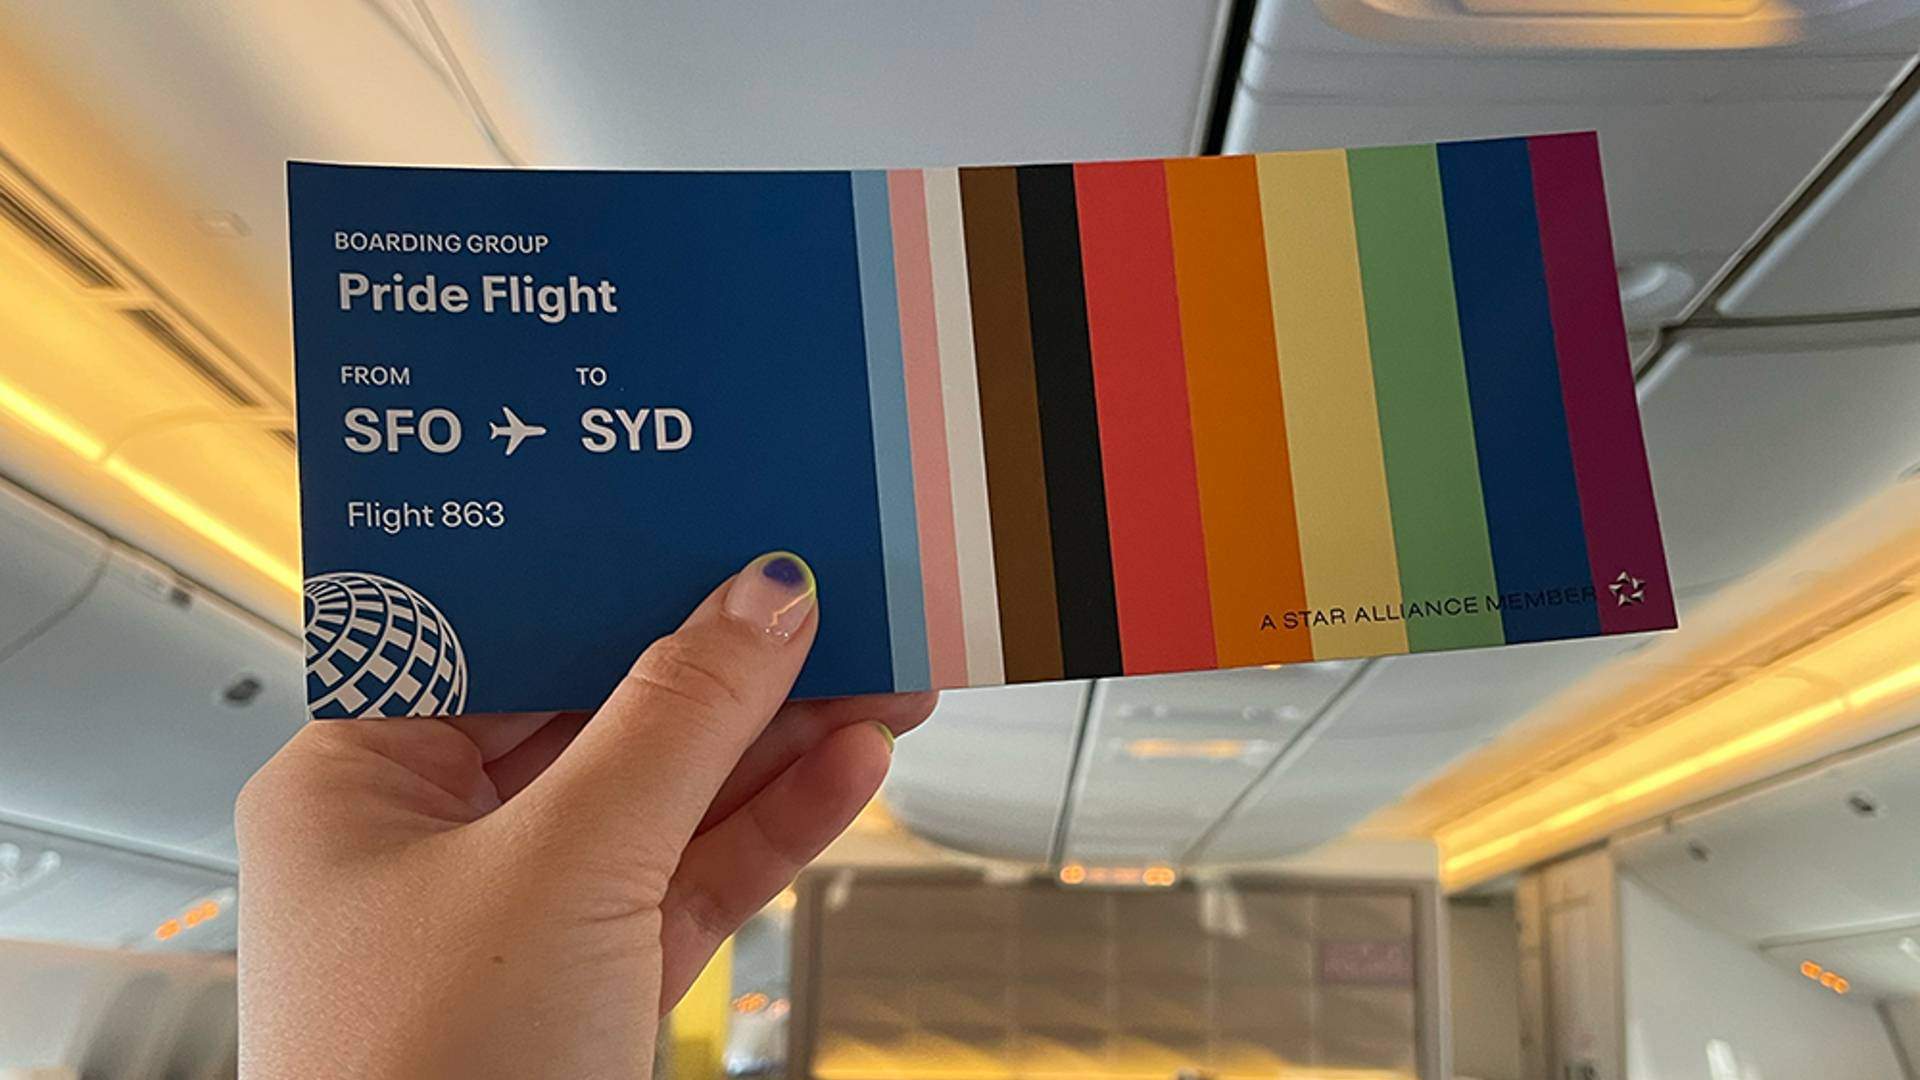 BOARDING GROUP
Pride Flight
FROM TO
SFO SYD
Flight 863
A STAR ALLIANCE MEMBER